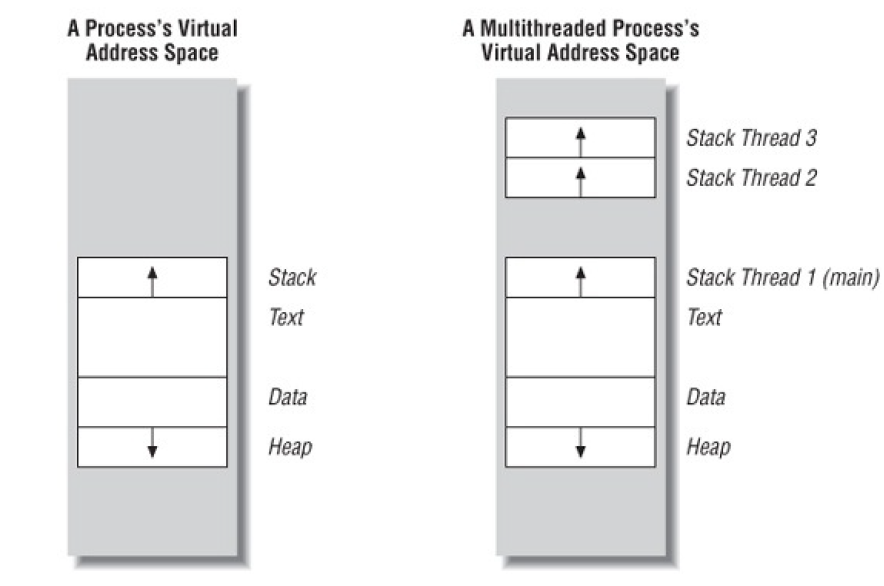 A Process's Virtual
Address Space
Stack
Text
Data
Heap
A Multithreaded Process's
Virtual Address Space
Stack Thread 3
Stack Thread 2
Stack Thread 1 (main)
Text
Data
Heap